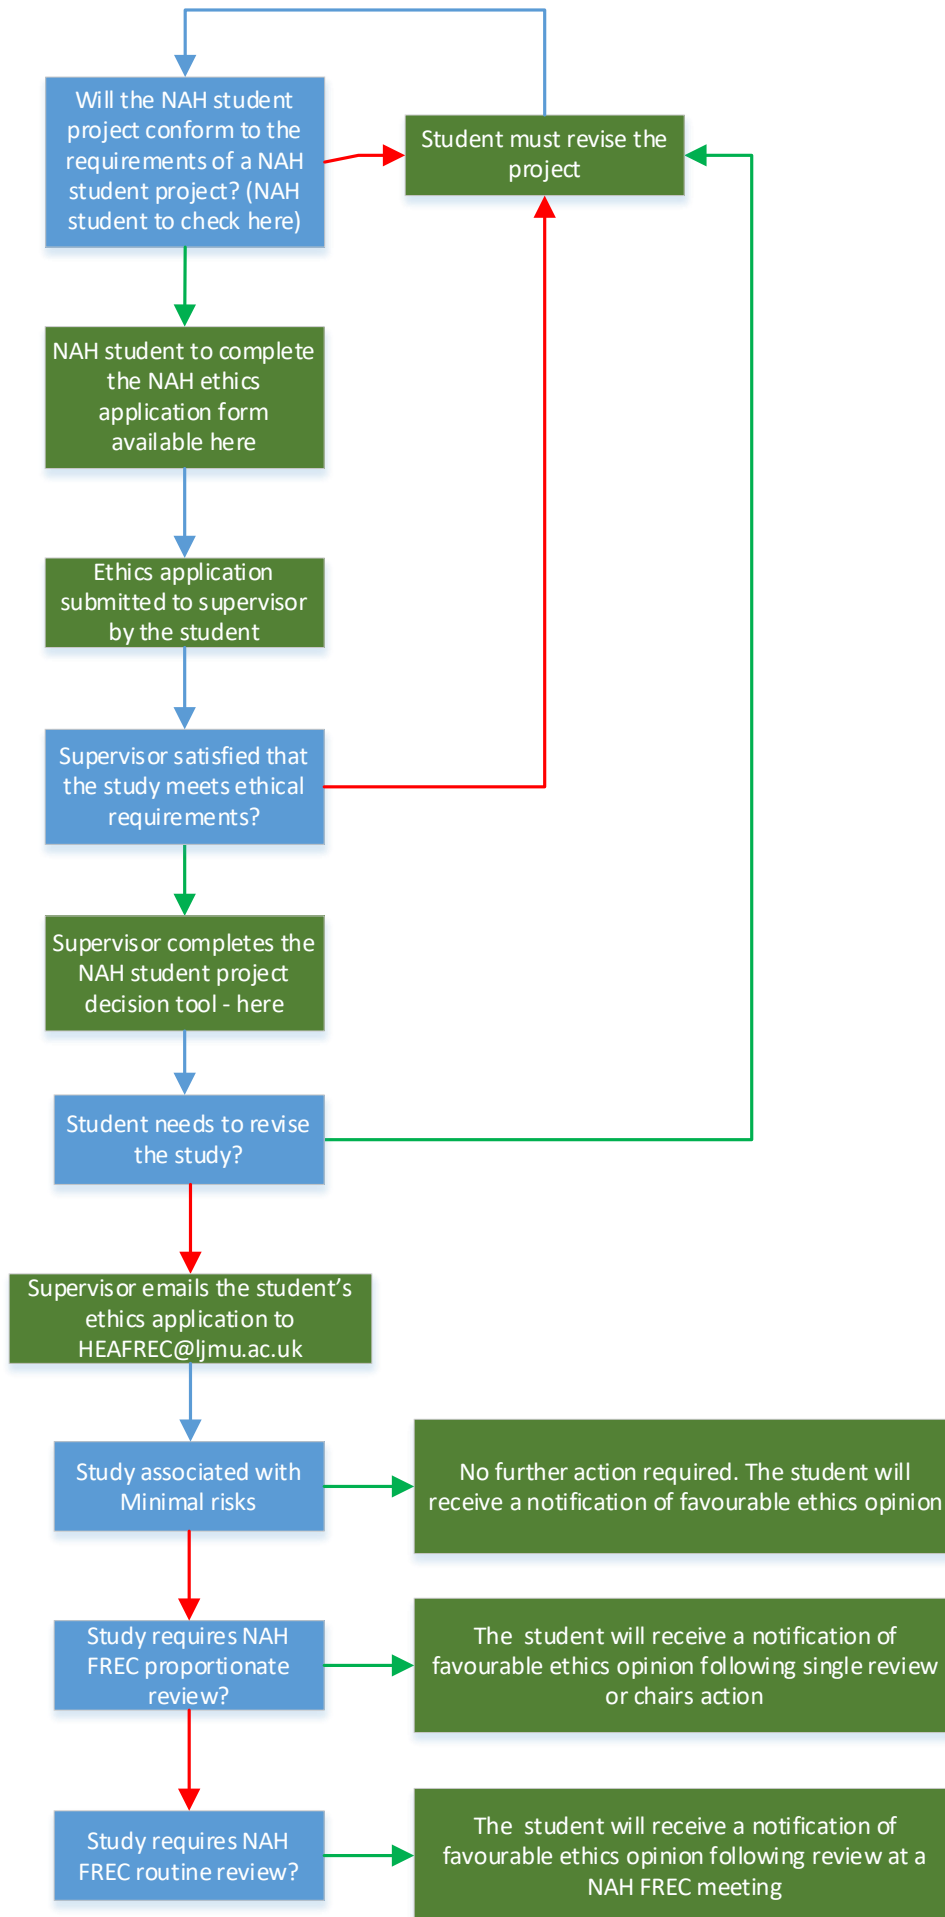 Will the NAH student
project conform to the
requirements of a NAH
student project? (NAH
student to check here)
Student must revise the
project
NAH student to complete
the NAH ethics
application form
available here
Ethics application
submitted to supervisor
by the student
Supervisor satisfied that
the study meets ethical
requirements?
Supervisor completes the
NAH student project
decision tool - here
Student needs to revise
the study?
Supervisor emails the student’s
ethics application to
HEAFREC@ljmu.ac.uk
Study associated with
Minimal risks
No further action required. The student will
receive a notification of favourable ethics opinion
Study requires NAH
FREC proportionate
review?
The student will receive a notification of
favourable ethics opinion following single review
or chairs action
Study requires NAH
FREC routine review?
The student will receive a notification of
favourable ethics opinion following review at a
NAH FREC meeting